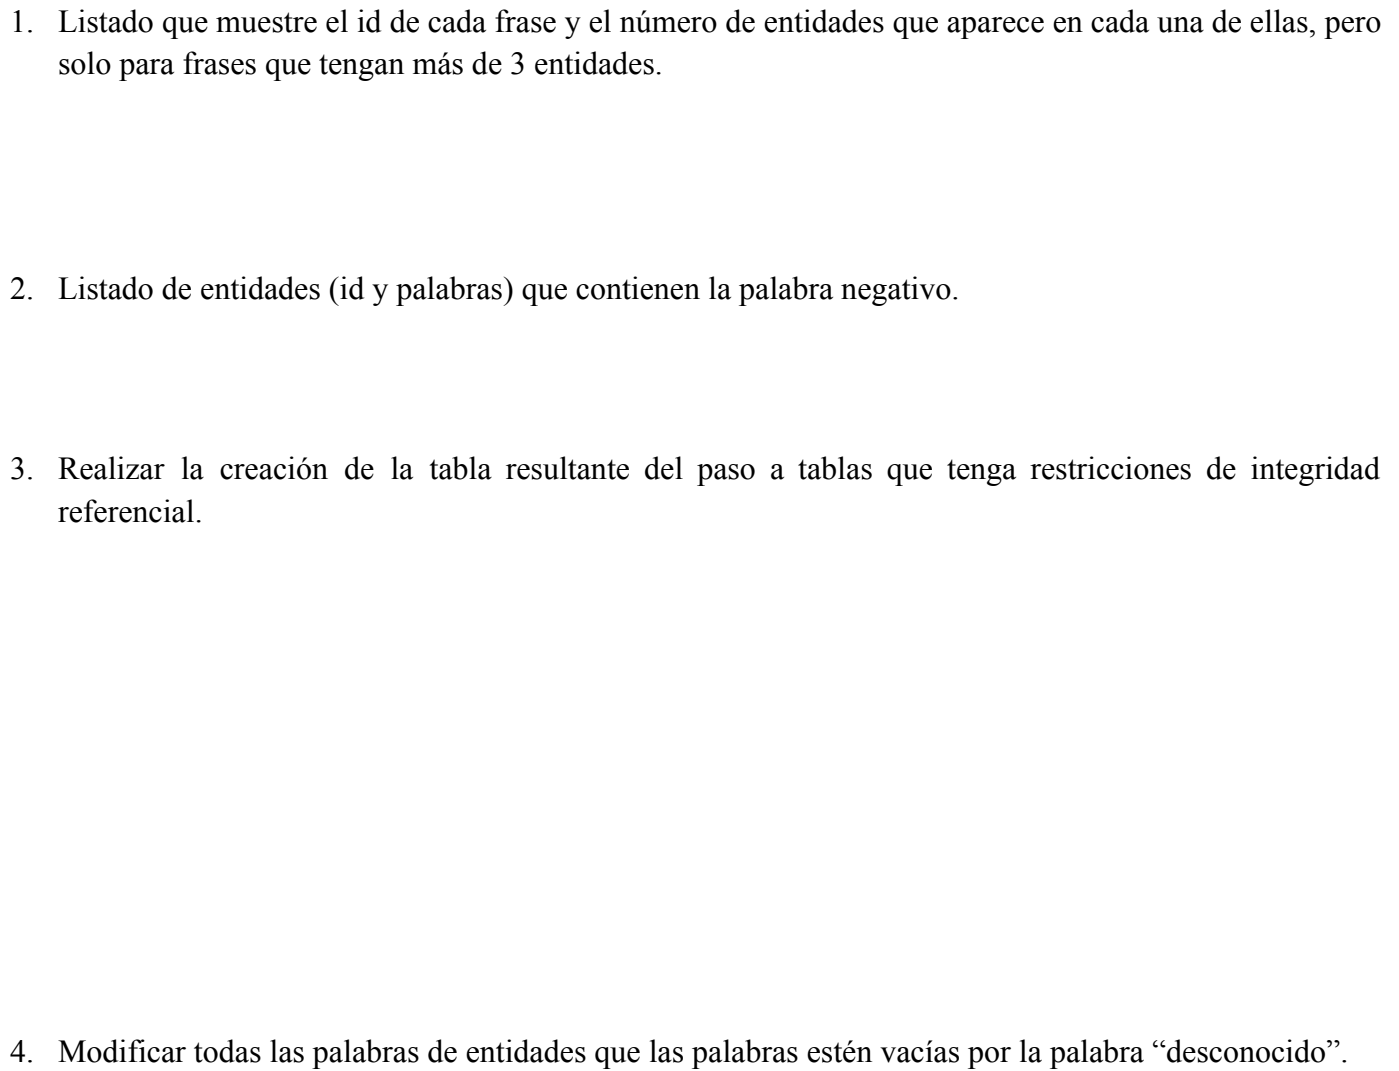 1. Listado que muestre el id de cada frase y el número de entidades que aparece en cada una de ellas, pero
solo para frases que tengan más de 3 entidades.
2. Listado de entidades (id y palabras) que contienen la palabra negativo.
3. Realizar la creación de la tabla resultante del paso a tablas que tenga restricciones de integridad
referencial.
4. Modificar todas las palabras de entidades que las palabras estén vacías por la palabra “desconocido”.